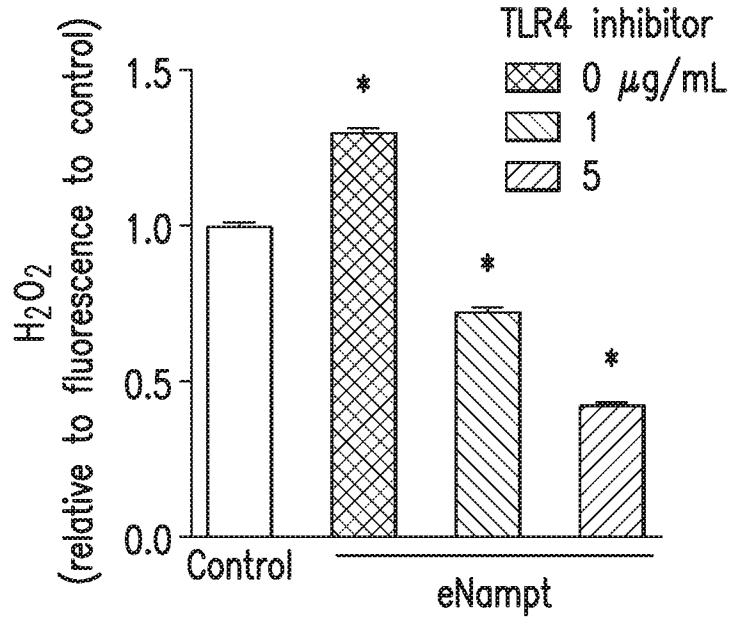 TLR4 inhibitor
0 μg/mL
1
5
H₂O₂
(relative to fluorescence to control)
1.5
1.0
0.5
0.0
*
*
*
Control
eNampt